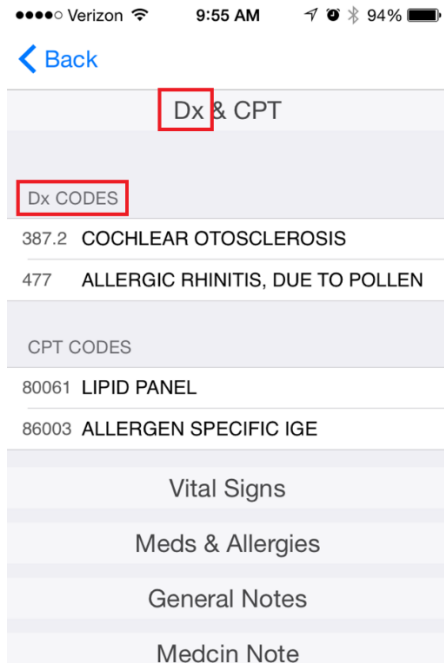 Verizon 9:55 AM 94%
Back
Dx & CPT
Dx CODES
387.2 COCHLEAR OTOSCLEROSIS
477 ALLERGIC RHINITIS, DUE TO POLLEN
CPT CODES
80061 LIPID PANEL
86003 ALLERGEN SPECIFIC IGE
Vital Signs
Meds & Allergies
General Notes
Medcin Note